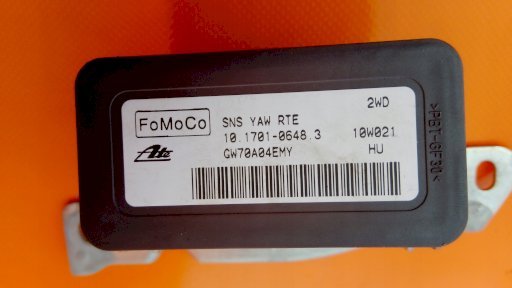 2WD
FoMoCo SNS YAW RTE
10.1701-0648.3 10W021
Ate GW70A04EMY HU
>PBT-GF30<